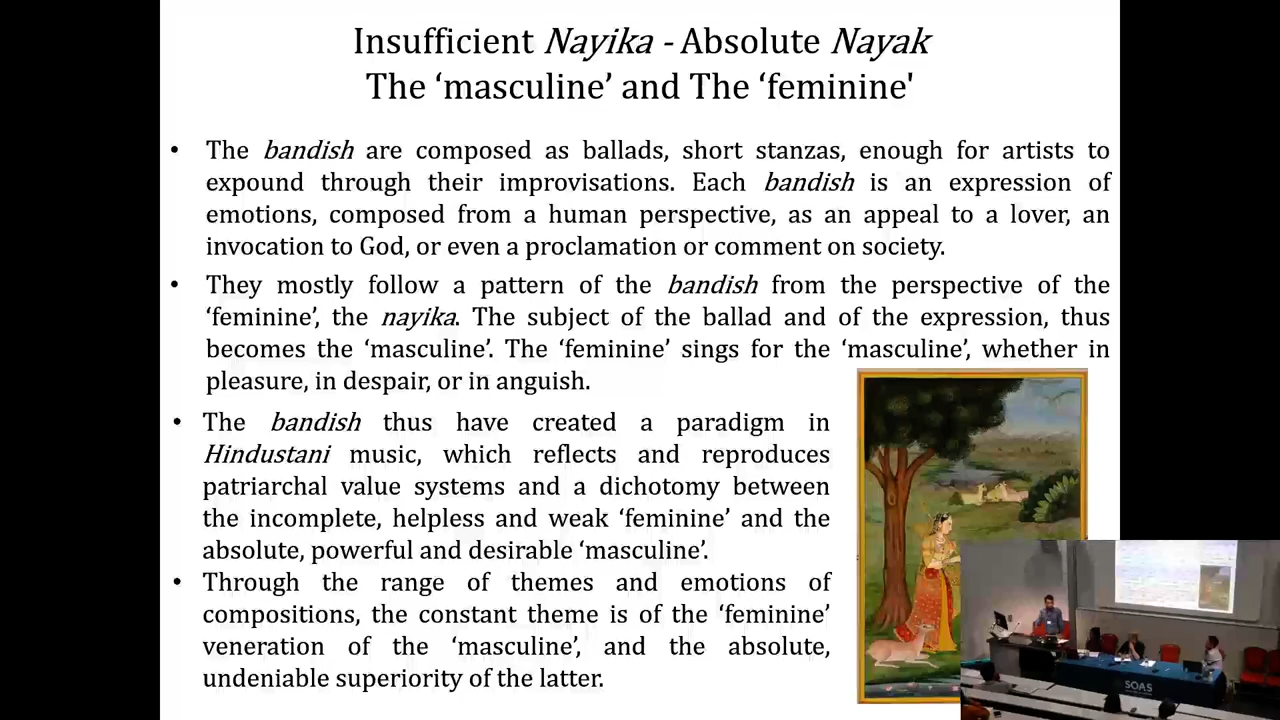 Insufficient Nayika - Absolute Nayak
The ‘masculine’ and The ‘feminine'
• The bandish are composed as ballads, short stanzas, enough for artists to
expound through their improvisations. Each bandish is an expression of
emotions, composed from a human perspective, as an appeal to a lover, an
invocation to God, or even a proclamation or comment on society.
• They mostly follow a pattern of the bandish from the perspective of the
‘feminine’, the nayika. The subject of the ballad and of the expression, thus
becomes the ‘masculine’. The ‘feminine’ sings for the ‘masculine’, whether in
pleasure, in despair, or in anguish.
• The bandish thus have created a paradigm in
Hindustani music, which reflects and reproduces
patriarchal value systems and a dichotomy between
the incomplete, helpless and weak ‘feminine’ and the
absolute, powerful and desirable ‘masculine’.
• Through the range of themes and emotions of
compositions, the constant theme is of the ‘feminine’
veneration of the ‘masculine’, and the absolute,
undeniable superiority of the latter.
SOAS